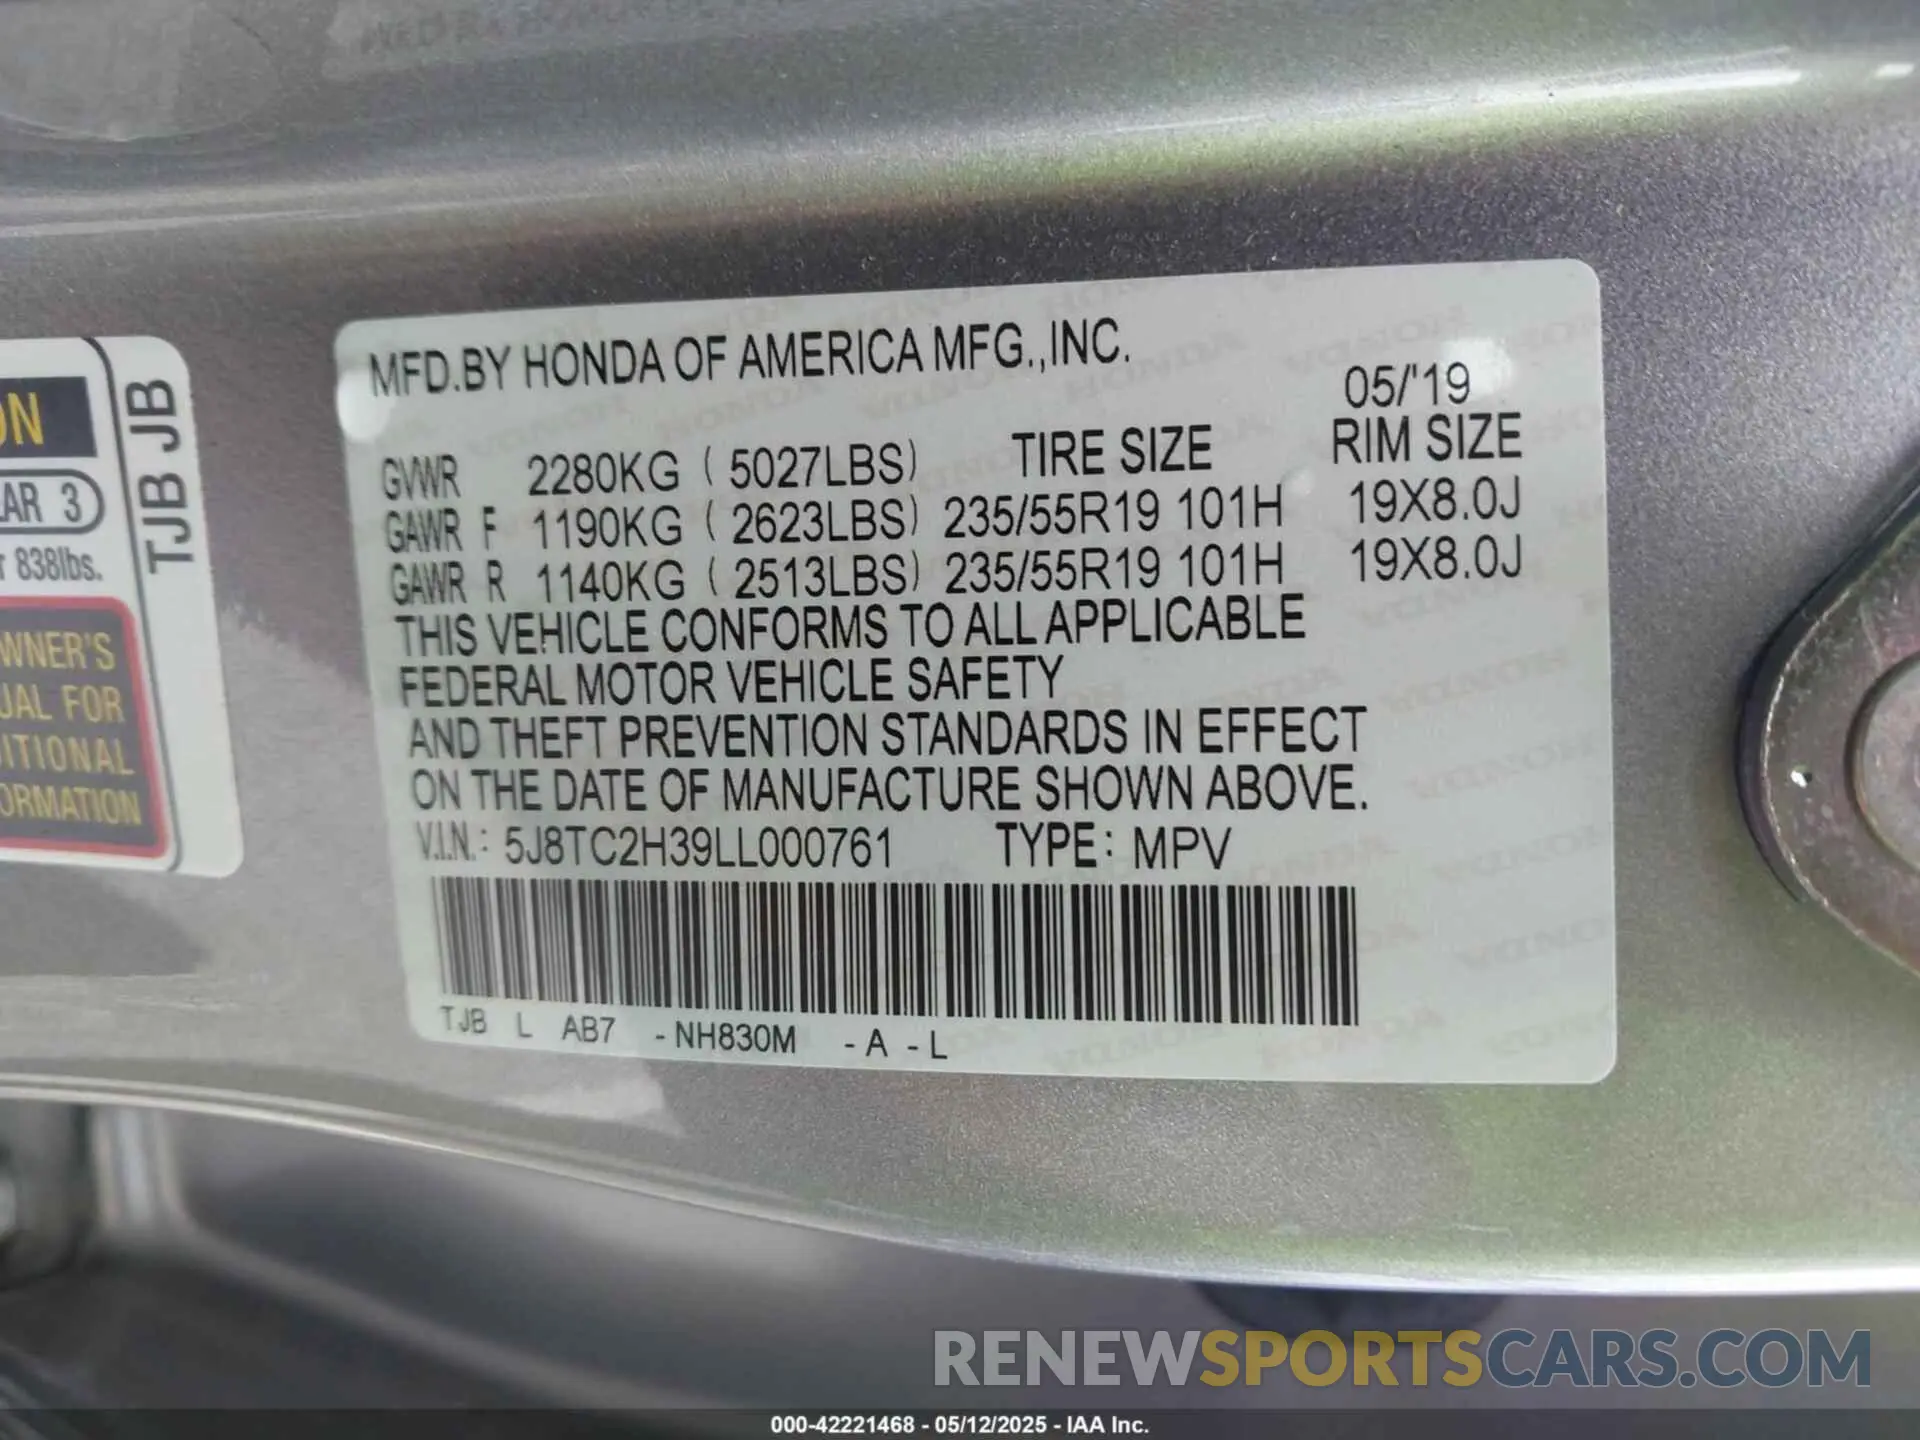 MFD.BY HONDA OF AMERICA MFG.,INC.
05/'19
GVWR 2280KG ( 5027LBS) TIRE SIZE RIM SIZE
GAWR F 1190KG ( 2623LBS) 235/55R19 101H 19X8.0J
GAWR R 1140KG ( 2513LBS) 235/55R19 101H 19X8.0J
THIS VEHICLE CONFORMS TO ALL APPLICABLE
FEDERAL MOTOR VEHICLE SAFETY
AND THEFT PREVENTION STANDARDS IN EFFECT
ON THE DATE OF MANUFACTURE SHOWN ABOVE.
V.I.N.: 5J8TC2H39LL000761 TYPE: MPV
TJB L AB7 -NH830M -A -L
ON
LAR 3
r 838lbs.
WNER'S
UAL FOR
ITIONAL
ORMATION
TJB JB
TJB JB
RENEWSPORTSCARS.COM
000-42221468 - 05/12/2025 - IAA Inc.